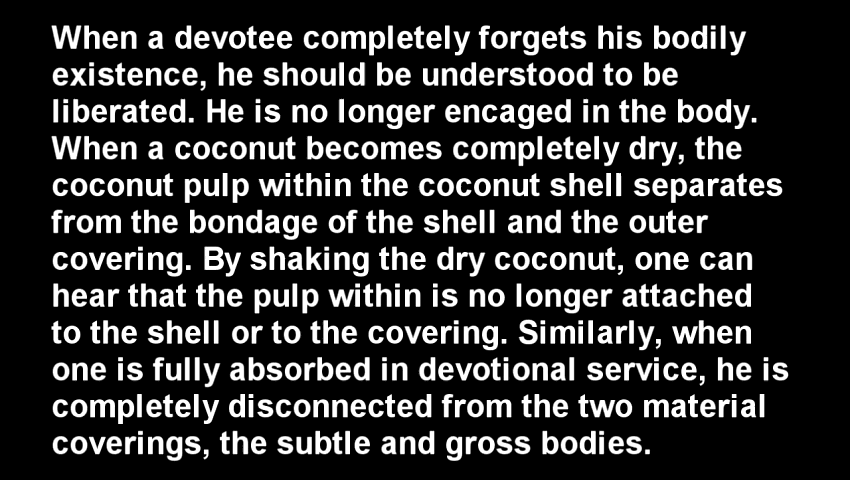 When a devotee completely forgets his bodily
existence, he should be understood to be
liberated. He is no longer encaged in the body.
When a coconut becomes completely dry, the
coconut pulp within the coconut shell separates
from the bondage of the shell and the outer
covering. By shaking the dry coconut, one can
hear that the pulp within is no longer attached
to the shell or to the covering. Similarly, when
one is fully absorbed in devotional service, he is
completely disconnected from the two material
coverings, the subtle and gross bodies.